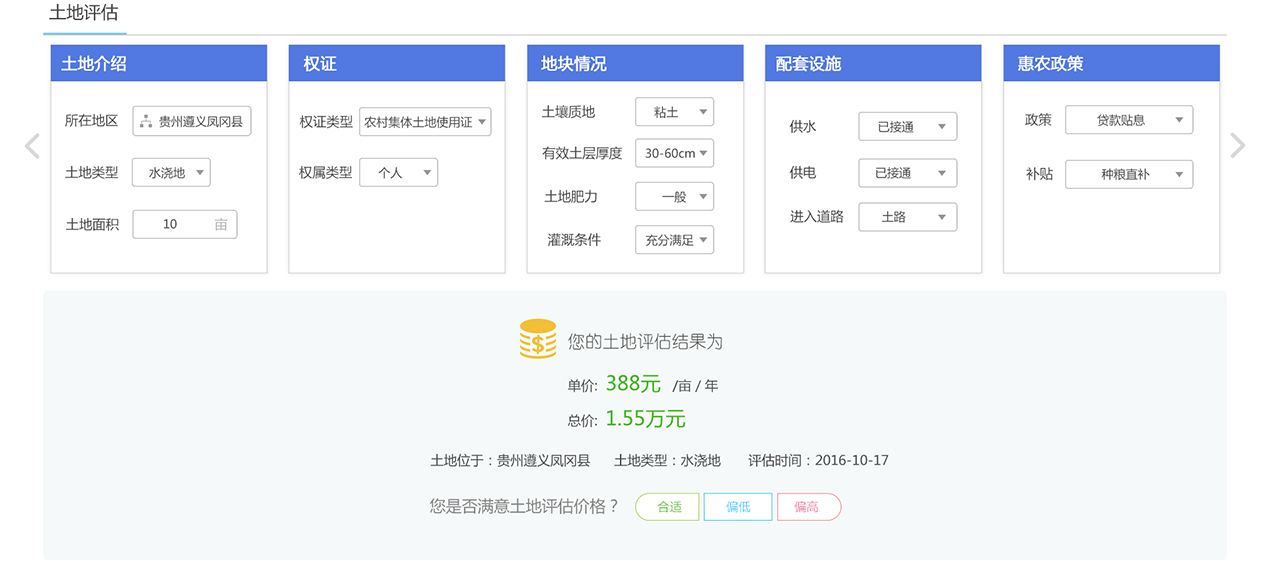 土地评估
土地介绍
所在地区 贵州遵义凤冈县
土地类型 水浇地
土地面积 10 亩
权证
权证类型 农村集体土地使用证
权属类型 个人
地块情况
土壤质地 粘土
有效土层厚度 30-60cm
土地肥力 一般
灌溉条件 充分满足
配套设施
供水 已接通
供电 已接通
进入道路 土路
惠农政策
政策 贷款贴息
补贴 种粮直补
您的土地评估结果为
单价: 388元 /亩 / 年
总价: 1.55万元
土地位于：贵州遵义凤冈县 土地类型：水浇地 评估时间：2016-10-17
您是否满意土地评估价格？ 合适 偏低 偏高